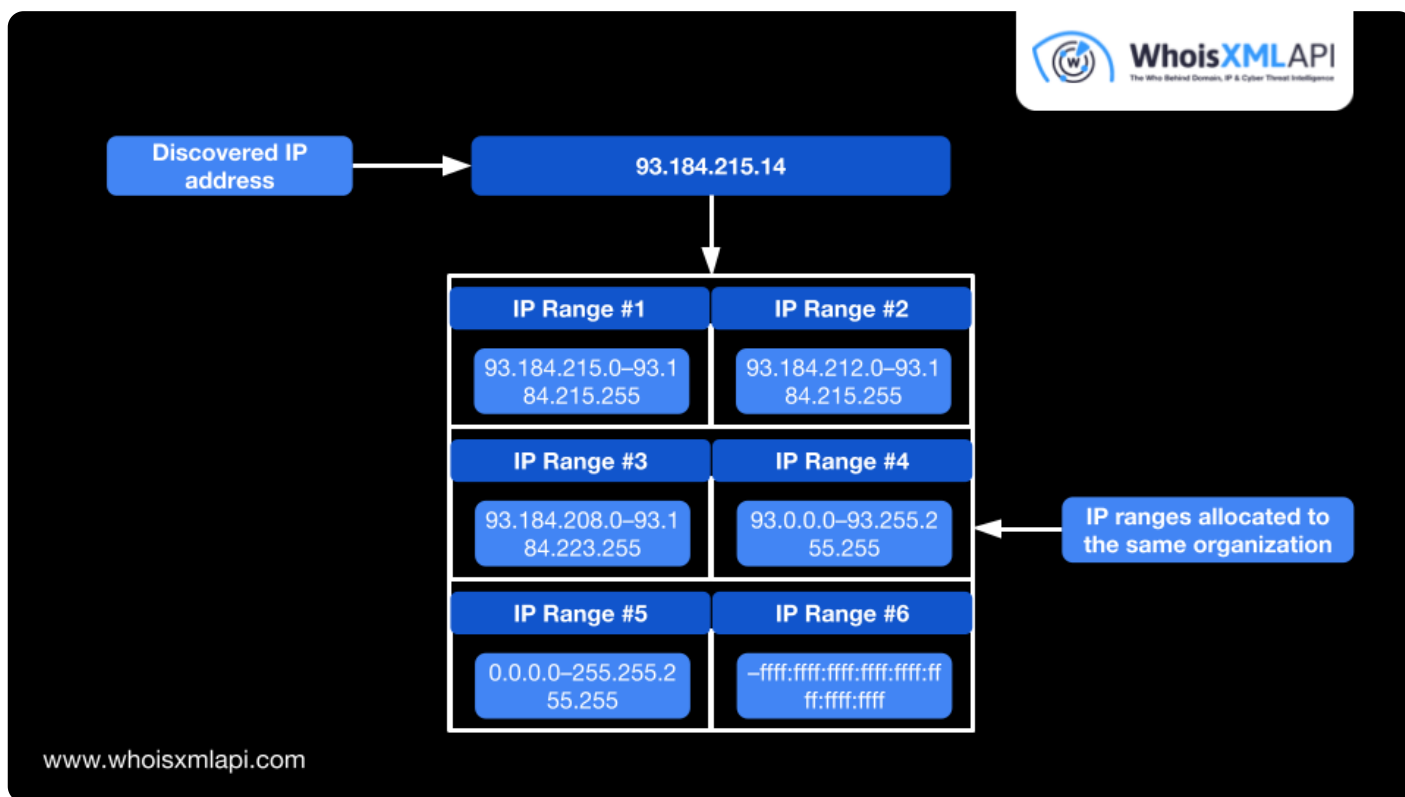 WhoisXMLAPI
The Who Behind Domain, IP & Cyber Threat Intelligence
Discovered IP
address
93.184.215.14
IP Range #1
IP Range #2
93.184.215.0–93.1
84.215.255
93.184.212.0–93.1
84.215.255
IP Range #3
IP Range #4
93.184.208.0–93.1
84.223.255
93.0.0.0–93.255.2
55.255
IP ranges allocated to
the same organization
IP Range #5
IP Range #6
0.0.0.0–255.255.2
55.255
–ffff:ffff:ffff:ffff:ffff:ff
ff:ffff:ffff
www.whoisxmlapi.com